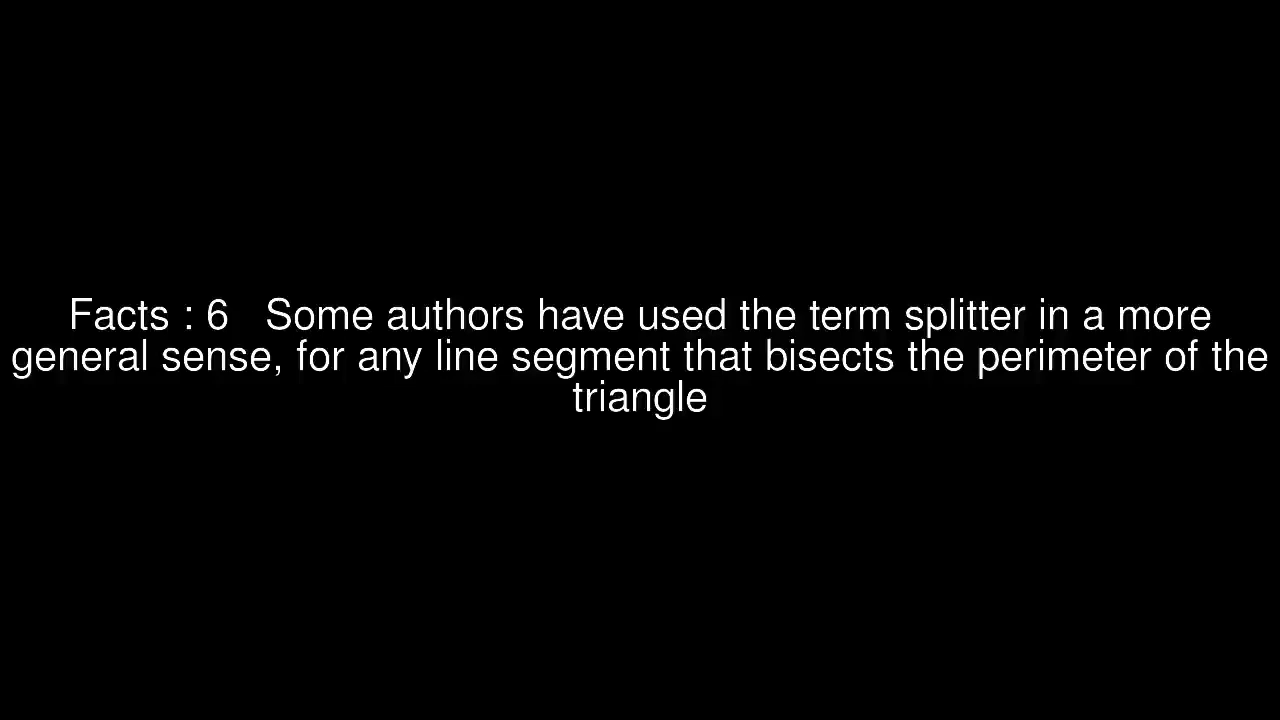 Facts : 6   Some authors have used the term splitter in a more
general sense, for any line segment that bisects the perimeter of the
triangle